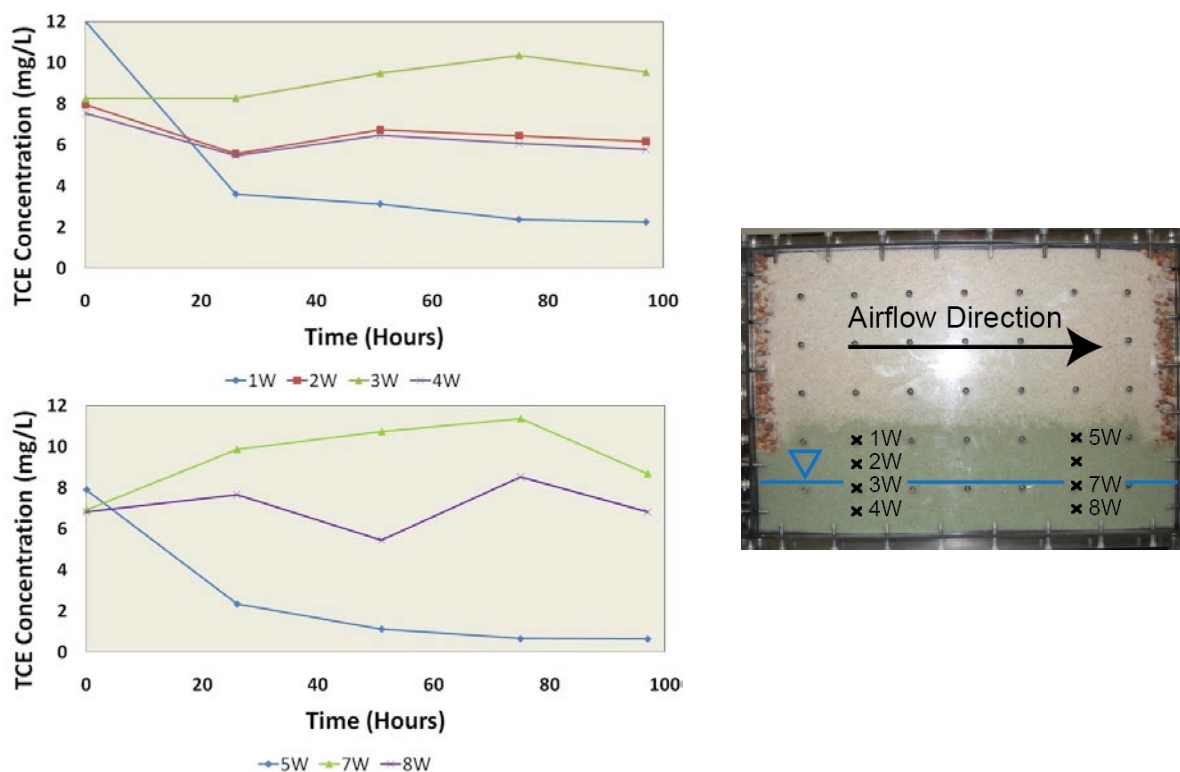 12
10
8
6
4
2
0
TCE Concentration (mg/L)
0 20 40 60 80 100
Time (Hours)
1W 2W 3W 4W
12
10
8
6
4
2
0
TCE Concentration (mg/L)
0 20 40 60 80 100
Time (Hours)
5W 7W 8W
Airflow Direction
1W 5W
2W
3W 7W
4W 8W